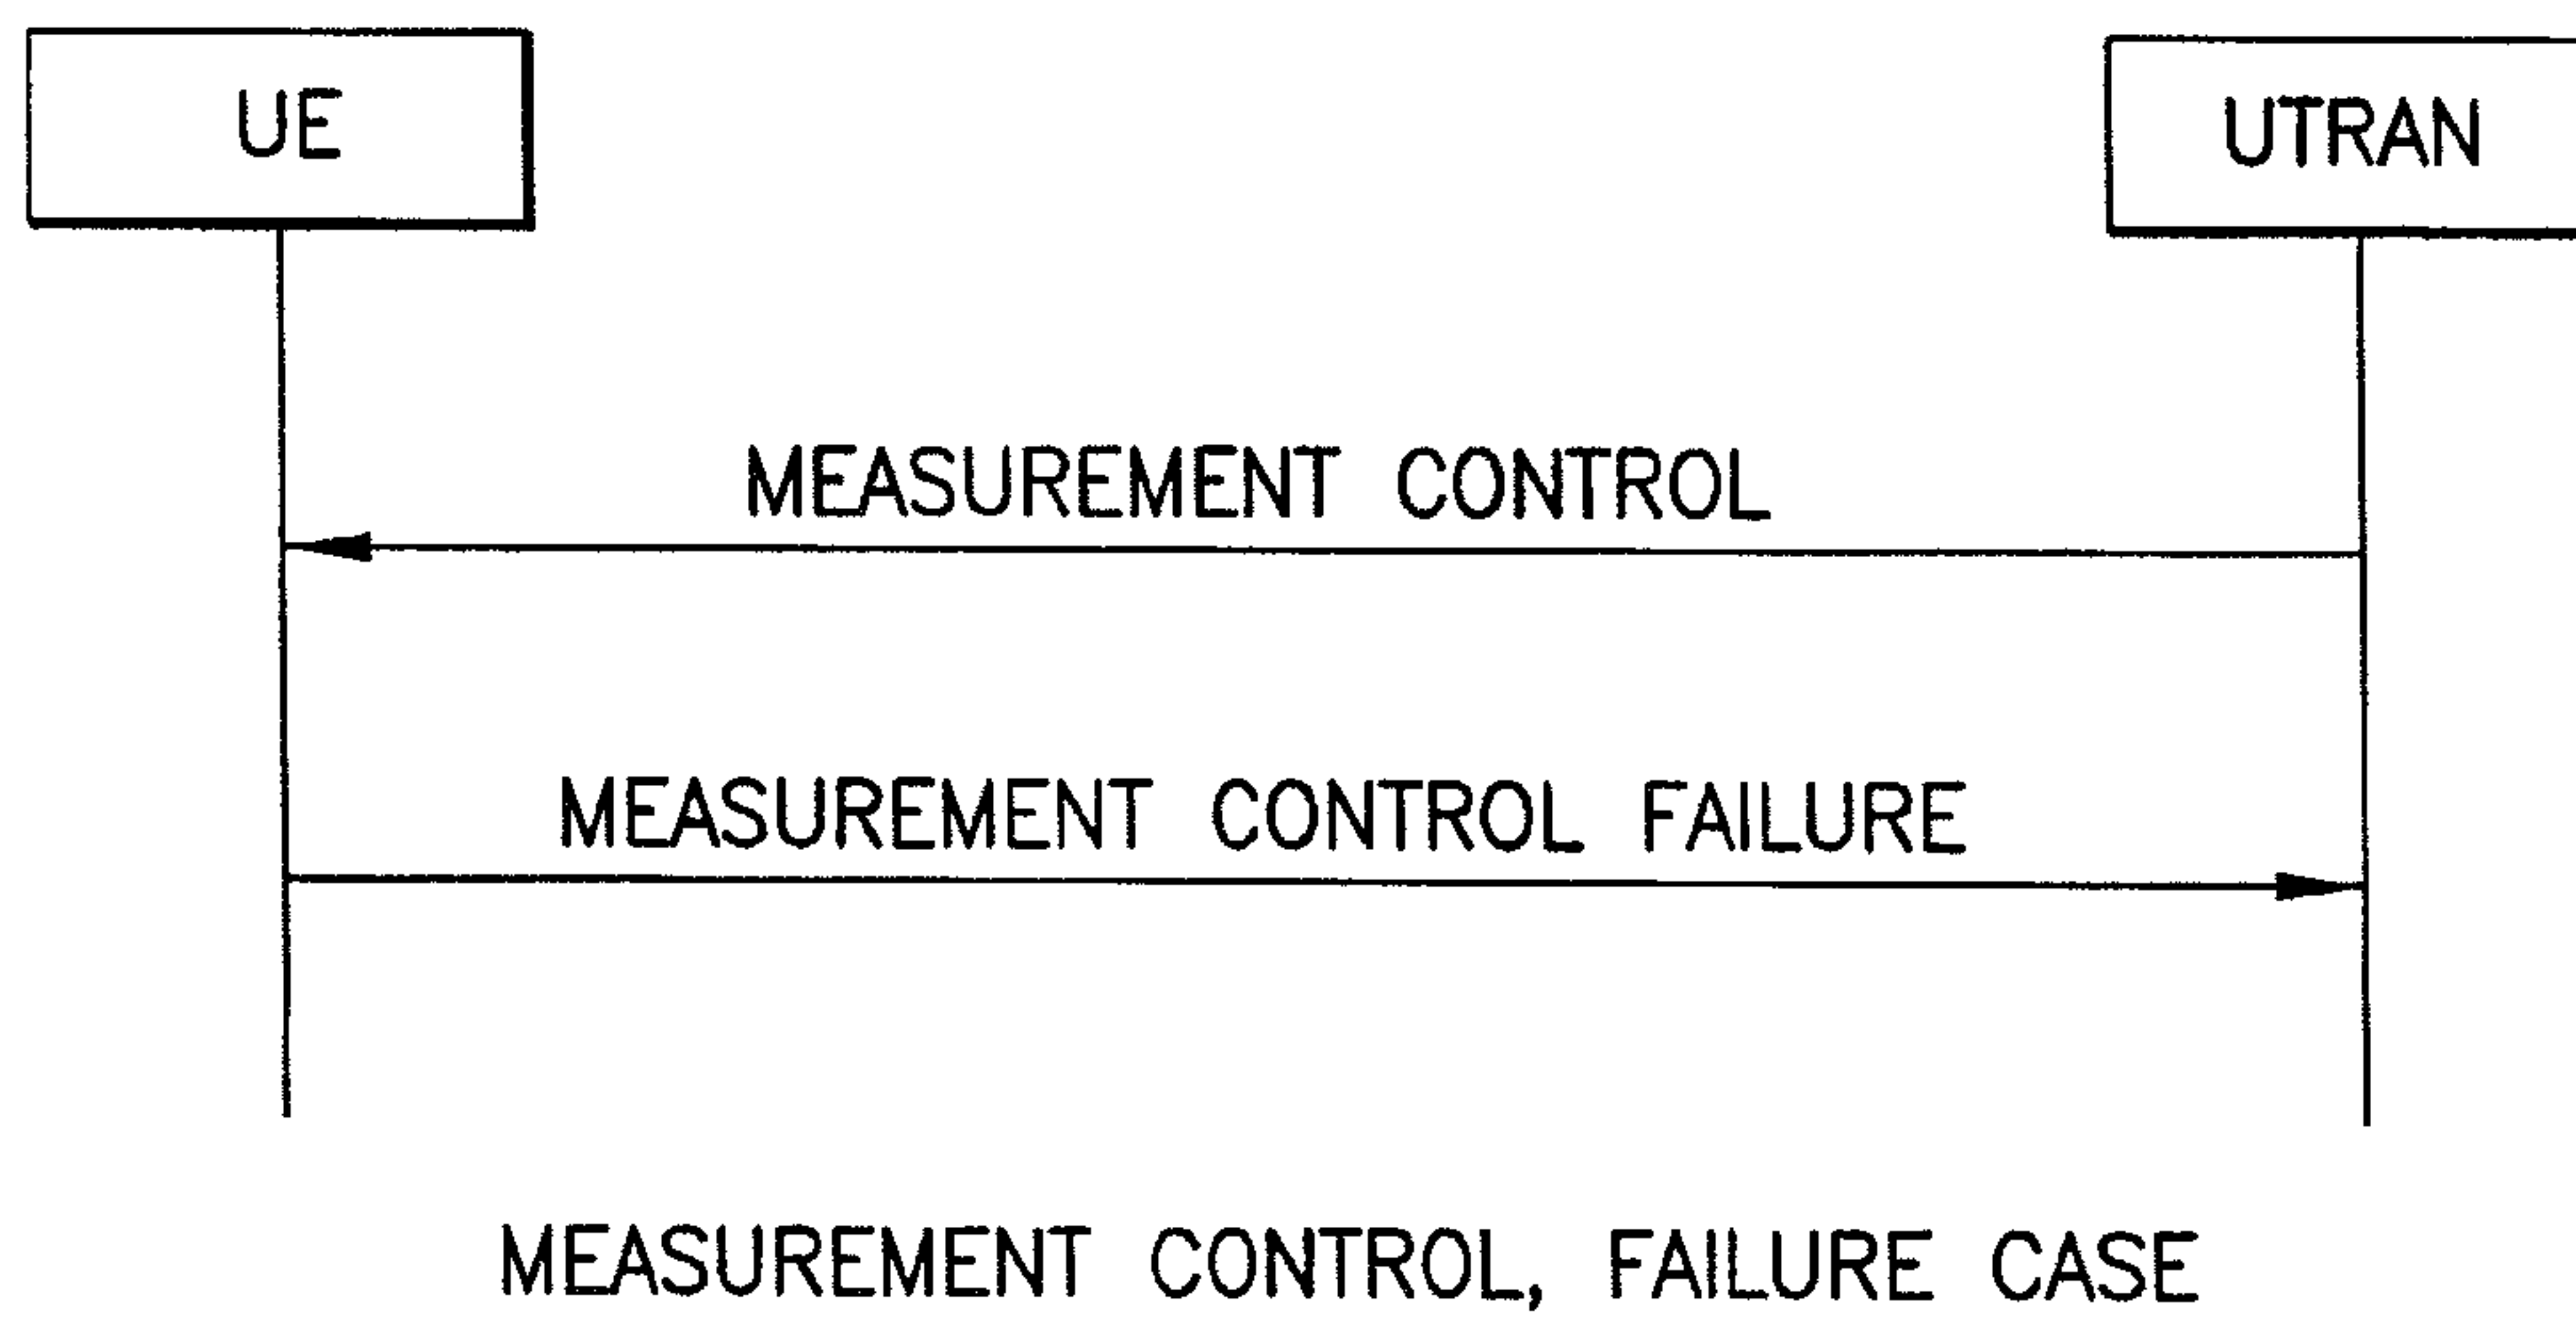 UE
UTRAN
MEASUREMENT CONTROL
MEASUREMENT CONTROL FAILURE
MEASUREMENT CONTROL, FAILURE CASE